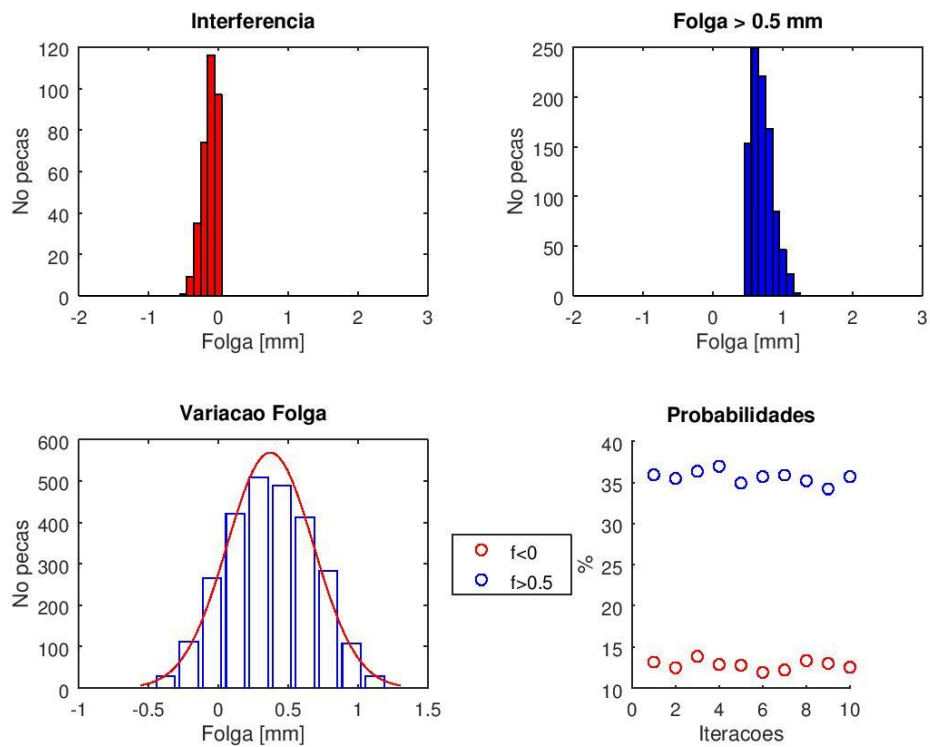 Interferencia
No pecas
120
100
80
60
40
20
0
-2 -1 0 1 2 3
Folga [mm]
Folga > 0.5 mm
No pecas
250
200
150
100
50
0
-2 -1 0 1 2 3
Folga [mm]
Variacao Folga
No pecas
600
500
400
300
200
100
0
-1 -0.5 0 0.5 1 1.5
Folga [mm]
f<0
f>0.5
Probabilidades
%
40
35
30
25
20
15
10
0 2 4 6 8 10
Iteracoes